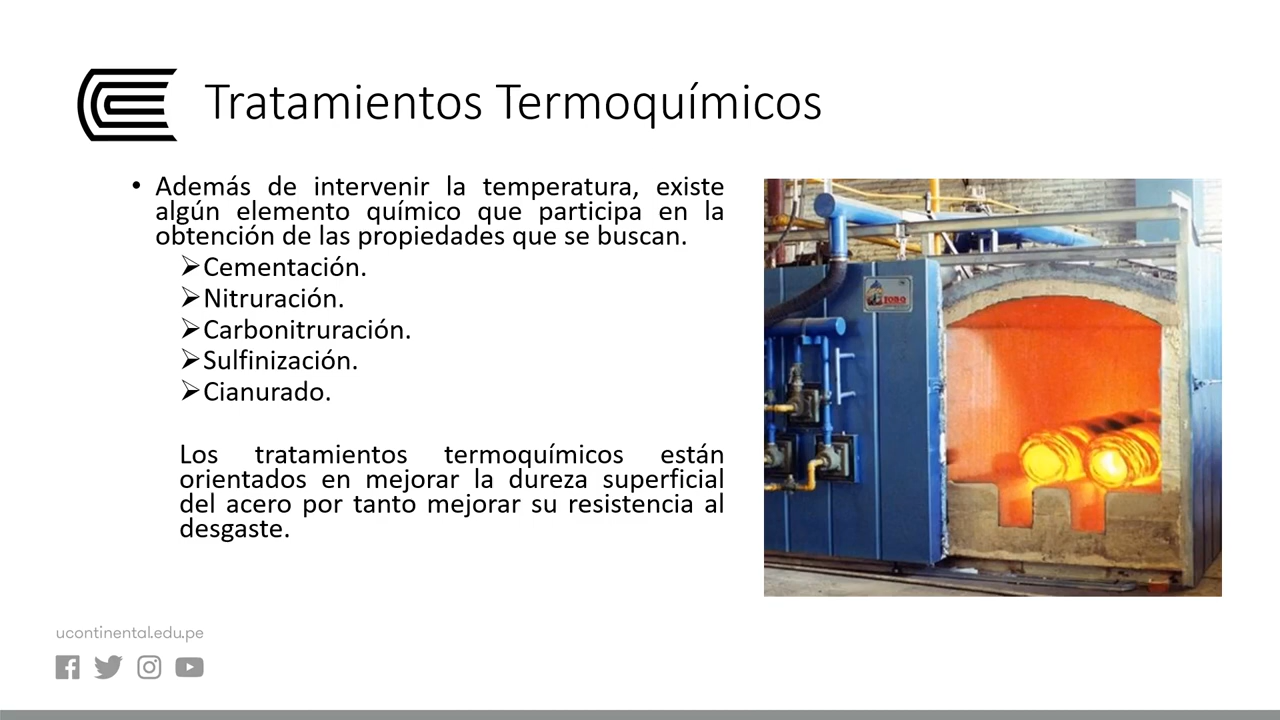 Tratamientos Termoquímicos
• Además de intervenir la temperatura, existe
algún elemento químico que participa en la
obtención de las propiedades que se buscan.
➢Cementación.
➢Nitruración.
➢Carbonitruración.
➢Sulfinización.
➢Cianurado.
Los tratamientos termoquímicos están
orientados en mejorar la dureza superficial
del acero por tanto mejorar su resistencia al
desgaste.
ucontinental.edu.pe